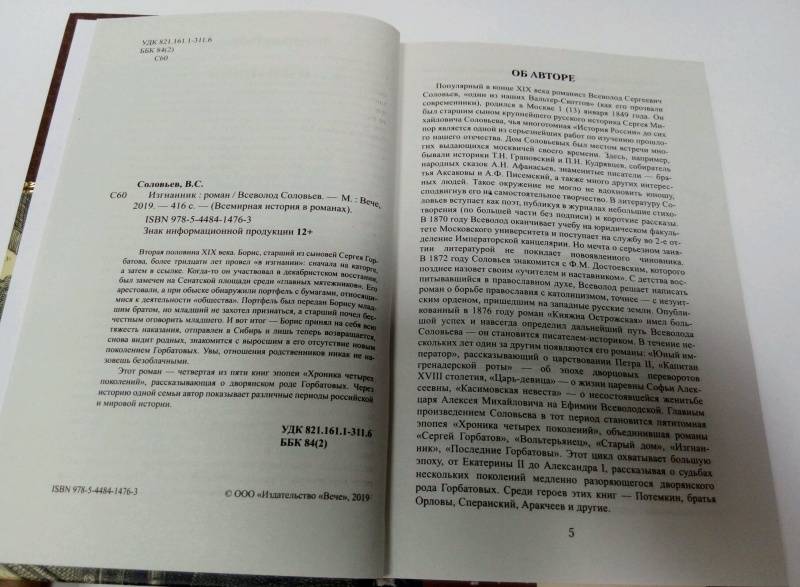 УДК 821.161.1-311.6
ББК 84(2)
С60
Соловьев, В.С.
С60 Изгнанник : роман / Всеволод Соловьев. — М. : Вече,
2019. — 416 с. — (Всемирная история в романах).
ISBN 978-5-4484-1476-3
Знак информационной продукции 12+
Вторая половина XIX века. Борис, старший из сыновей Сергея Гор-
батова, более тридцати лет провел «в изгнании»: сначала на каторге,
а затем в ссылке. Когда-то он участвовал в декабристском восстании,
был замечен на Сенатской площади среди «главных мятежников». Его
арестовали, а при обыске обнаружили портфель с бумагами, относящи-
мися к деятельности «общества». Портфель был передан Борису млад-
шим братом, но младший не захотел признаться, а старший почел бес-
честным оговорить младшего. И вот итог — Борис принял на себя всю
тяжесть наказания, отправлен в Сибирь и лишь теперь возвращается,
снова видит родных, знакомится с выросшим в его отсутствие новым
поколением Горбатовых. Увы, отношения родственников никак не на-
зовешь безоблачными.
Этот роман — четвертая из пяти книг эпопеи «Хроника четырех
поколений», рассказывающей о дворянском роде Горбатовых. Через
историю одной семьи автор показывает различные периоды российской
и мировой истории.
УДК 821.161.1-311.6
ББК 84(2)
ISBN 978-5-4484-1476-3
© ООО «Издательство «Вече», 2019
ОБ АВТОРЕ
Популярный в конце XIX века романист Всеволод Сергеевич
Соловьев, «один из наших Вальтер-Скоттов» (как его прозвали
современники), родился в Москве 1 (13) января 1849 года. Он
был старшим сыном крупнейшего русского историка Сергея Ми-
хайловича Соловьева, чья многотомная «История России» до сих
пор является одной из серьезнейших работ по изучению прошло-
го нашего отечества. Дом Соловьевых был местом встречи мно-
гих выдающихся москвичей своего времени. Здесь, например,
бывали историки Т.Н. Грановский и П.Н. Кудрявцев, собиратель
народных сказок А.Н. Афанасьев, знаменитые писатели — бра-
тья Аксаковы и А.Ф. Писемский, а также много других интерес-
ных людей. Такое окружение не могло не вдохновить юношу,
сподвигнув его на самостоятельное творчество. В литературу Со-
ловьев вступает как поэт, публикуя в журналах небольшие стихо-
творения (по большей части без подписи) и короткие рассказы.
В 1870 году Всеволод оканчивает учебу на юридическом факуль-
тете Московского университета и поступает на службу во 2-е от-
деление Императорской канцелярии. Но мечта о серьезном заня-
тии литературой не покидает новоявленного чиновника.
В 1872 году Соловьев знакомится с Ф.М. Достоевским, которого
позднее назовет своим «учителем и наставником». С детства вос-
питывавшийся в православном духе, Всеволод решает написать
роман о борьбе православия с католицизмом, точнее — с иезуит-
ским орденом, пришедшим на западные русские земли. Опубли-
кованный в 1876 году роман «Княжна Острожская» имел боль-
шой успех и навсегда определил дальнейший путь Всеволода
Соловьева — он становится писателем-историком. В течение не-
скольких лет один за другим появляются его романы: «Юный им-
ператор», рассказывающий о царствовании Петра II, «Капитан
гренадерской роты» — об эпохе дворцовых переворотов
XVIII столетия, «Царь-девица» — о жизни царевны Софьи Алек-
сеевны, «Касимовская невеста» — о несостоявшейся женитьбе
царя Алексея Михайловича на Ефимии Всеволодской. Главным
произведением Соловьева в тот период становится пятитомная
эпопея «Хроника четырех поколений», объединившая романы
«Сергей Горбатов», «Вольтерьянец», «Старый дом», «Изгнан-
ник», «Последние Горбатовы». Этот цикл охватывает большую
эпоху, от Екатерины II до Александра I, рассказывая о судьбах
нескольких поколений медленно разоряющегося дворянского
рода Горбатовых. Среди героев этих книг — Потемкин, братья
Орловы, Сперанский, Аракчеев и другие.
5